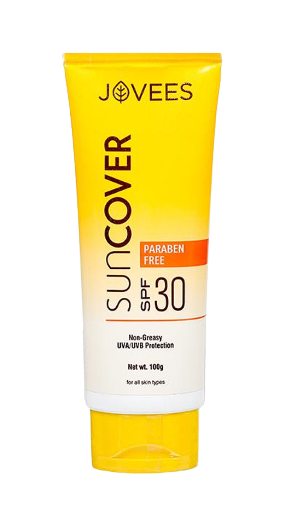 JOVEES
SUNCOVER
PARABEN
FREE
SPF 30
Non-Greasy
UVA/UVB Protection
Net wt. 100g
for all skin types